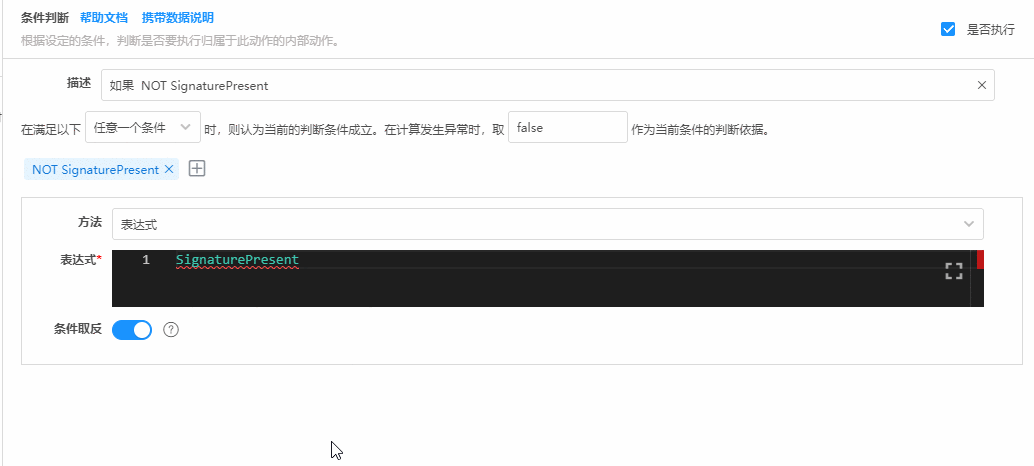 条件判断 帮助文档 携带数据说明
根据设定的条件，判断是否要执行归属于此动作的内部动作。
是否执行
描述 如果 NOT SignaturePresent
在满足以下 任意一个条件 时，则认为当前的判断条件成立。在计算发生异常时，取 false 作为当前条件的判断依据。
NOT SignaturePresent
方法 表达式
表达式* 1 SignaturePresent
条件取反